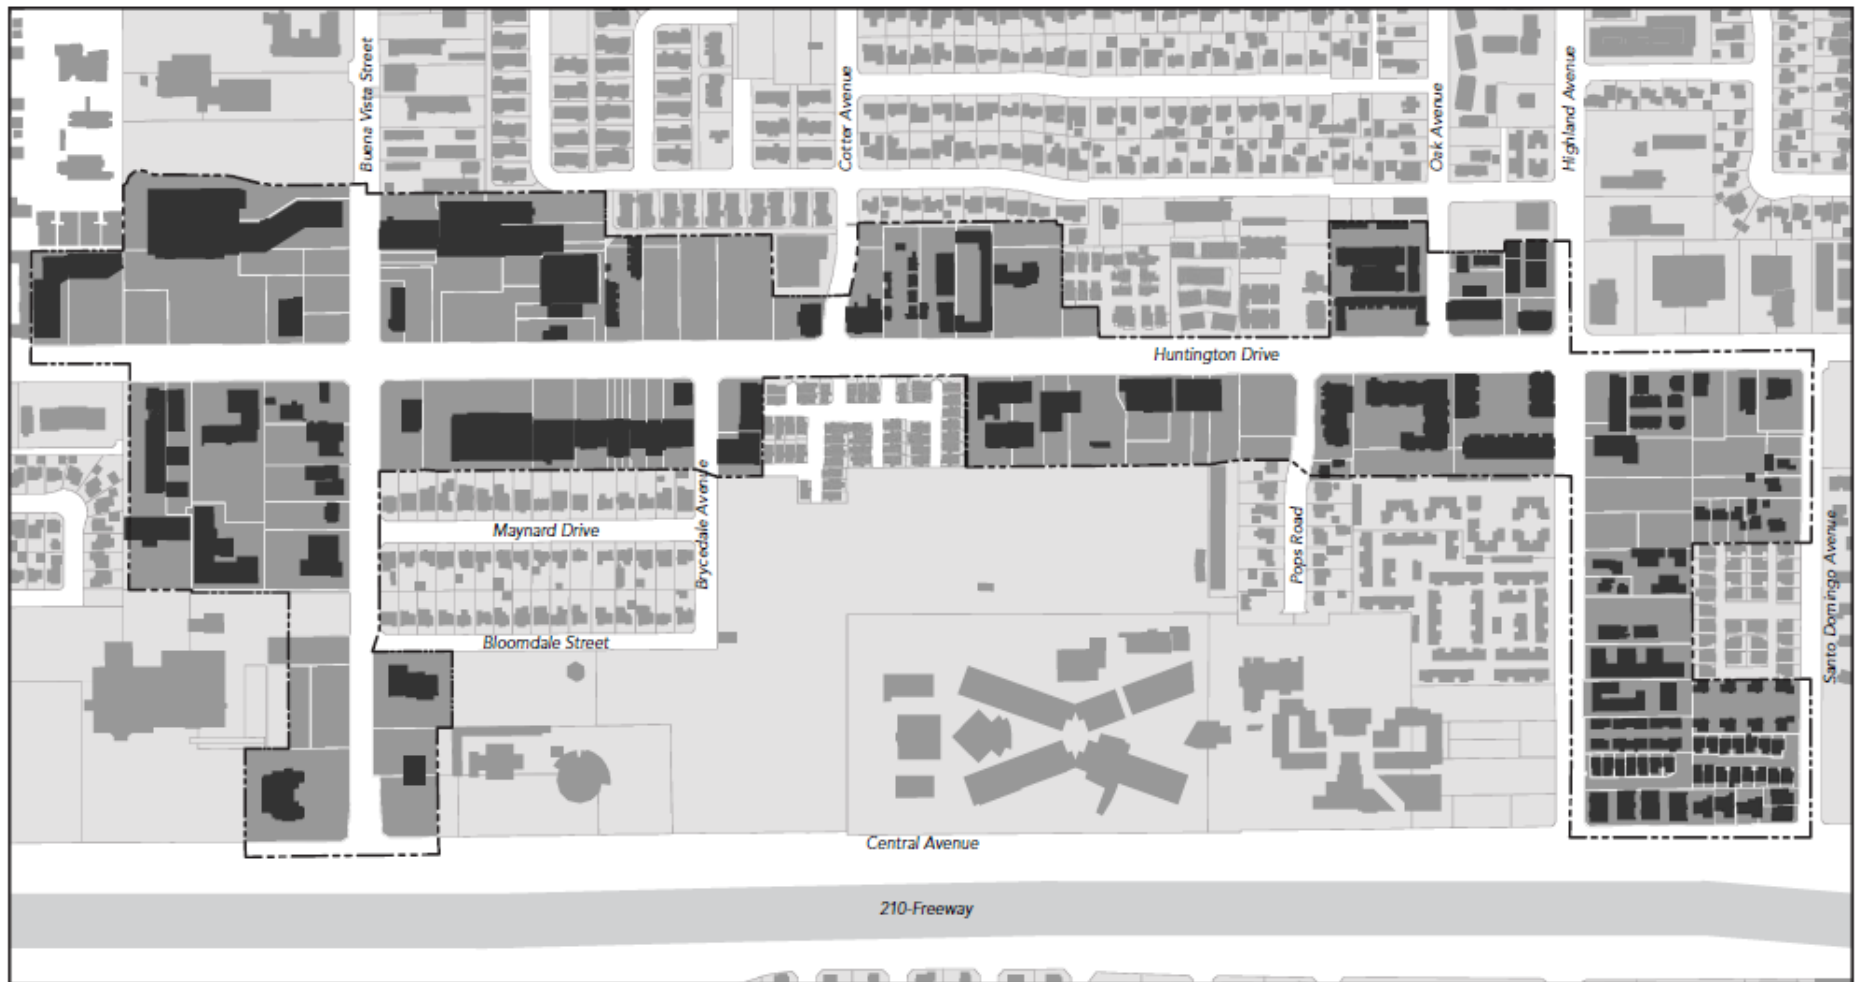 Buena Vista Street
Cotter Avenue
Oak Avenue
Highland Avenue
Huntington Drive
Brycedale Avenue
Maynard Drive
Pops Road
Santo Domingo Avenue
Bloomdale Street
Central Avenue
210-Freeway